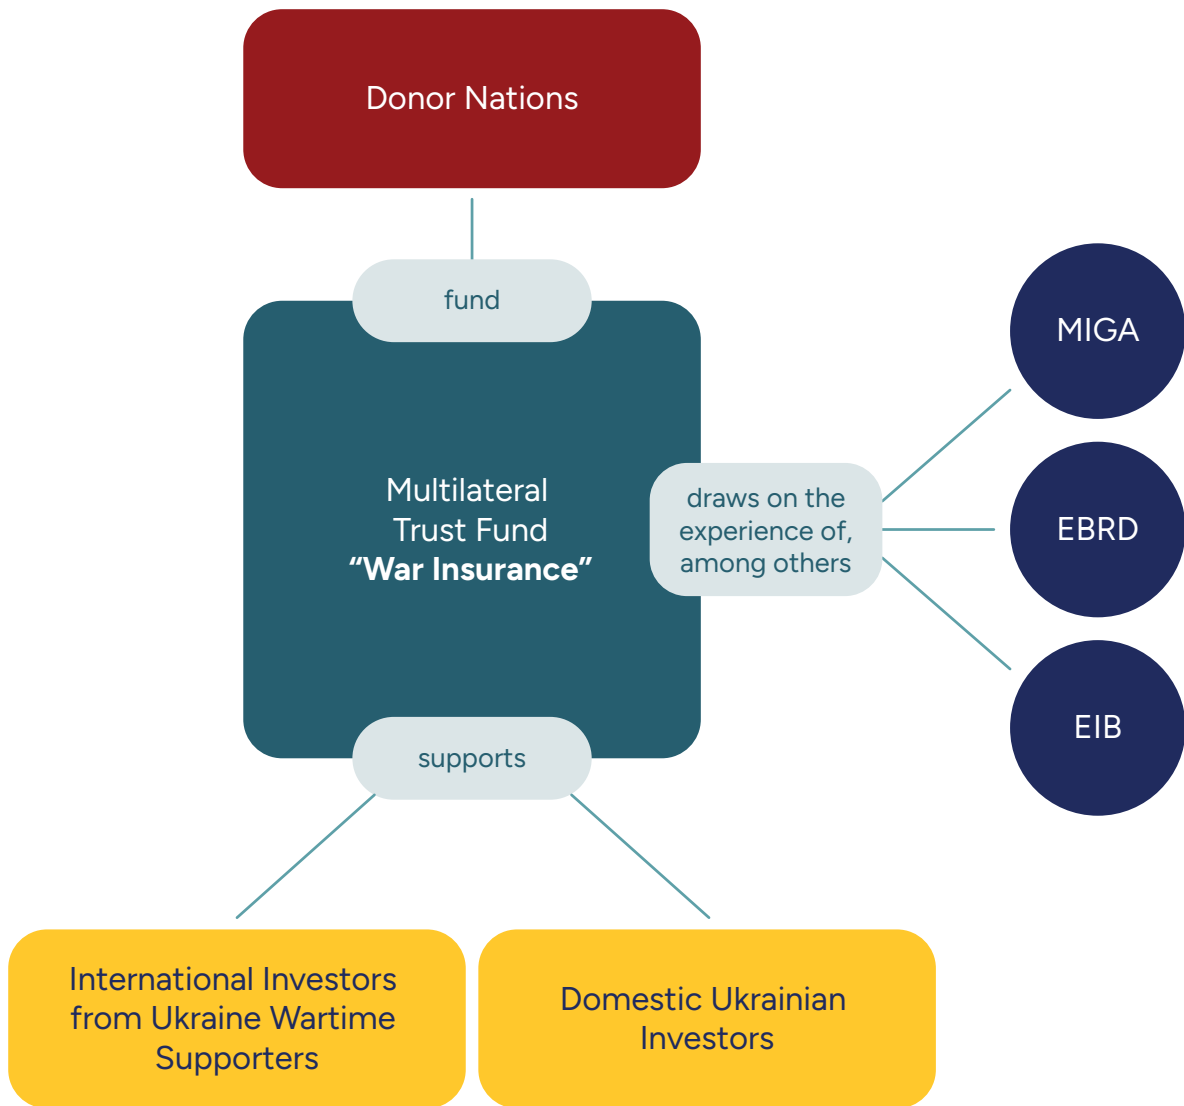 Donor Nations
fund
Multilateral
Trust Fund
“War Insurance”
draws on the
experience of,
among others
MIGA
EBRD
EIB
supports
International Investors
from Ukraine Wartime
Supporters
Domestic Ukrainian
Investors